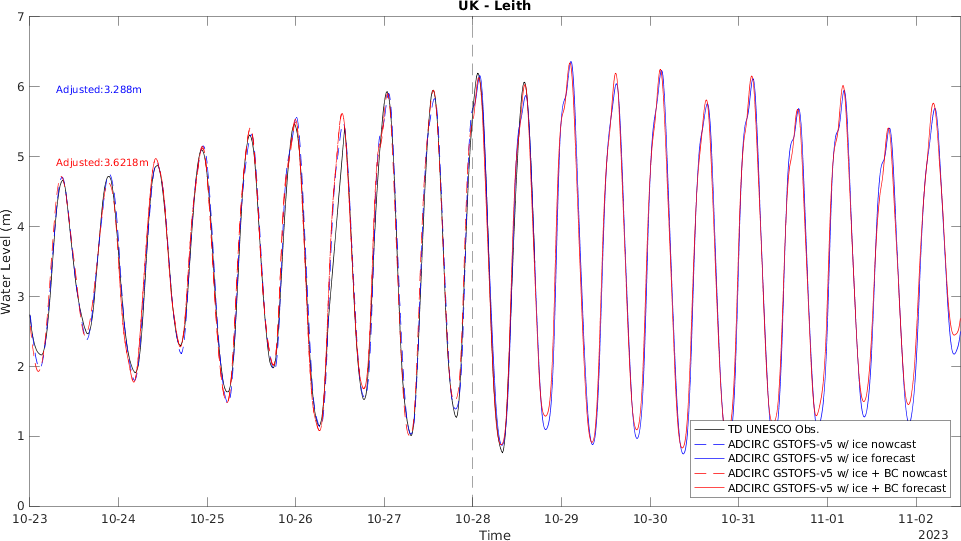 UK - Leith
7
6
5
4
3
2
1
0
Water Level (m)
Adjusted:3.288m
Adjusted:3.6218m
TD UNESCO Obs.
ADCIRC GSTOFS-v5 w/ ice nowcast
ADCIRC GSTOFS-v5 w/ ice forecast
ADCIRC GSTOFS-v5 w/ ice + BC nowcast
ADCIRC GSTOFS-v5 w/ ice + BC forecast
10-23 10-24 10-25 10-26 10-27 10-28 10-29 10-30 10-31 11-01 11-02
Time
2023